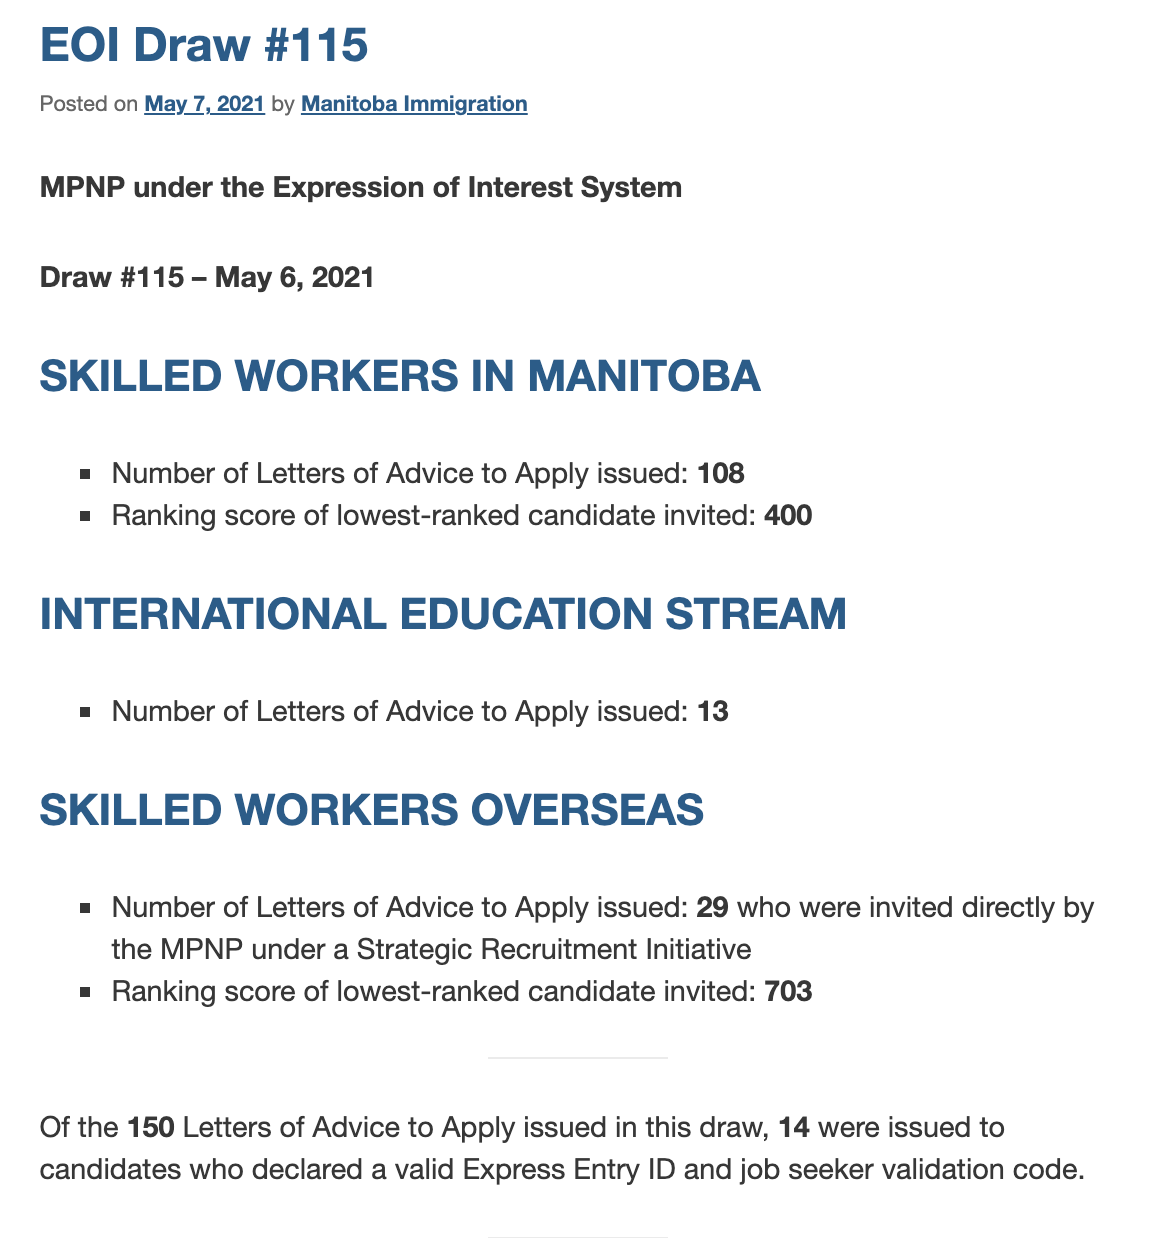 EOI Draw #115
Posted on May 7, 2021 by Manitoba Immigration
MPNP under the Expression of Interest System
Draw #115 – May 6, 2021
SKILLED WORKERS IN MANITOBA
▪ Number of Letters of Advice to Apply issued: 108
▪ Ranking score of lowest-ranked candidate invited: 400
INTERNATIONAL EDUCATION STREAM
▪ Number of Letters of Advice to Apply issued: 13
SKILLED WORKERS OVERSEAS
▪ Number of Letters of Advice to Apply issued: 29 who were invited directly by
the MPNP under a Strategic Recruitment Initiative
▪ Ranking score of lowest-ranked candidate invited: 703
Of the 150 Letters of Advice to Apply issued in this draw, 14 were issued to
candidates who declared a valid Express Entry ID and job seeker validation code.